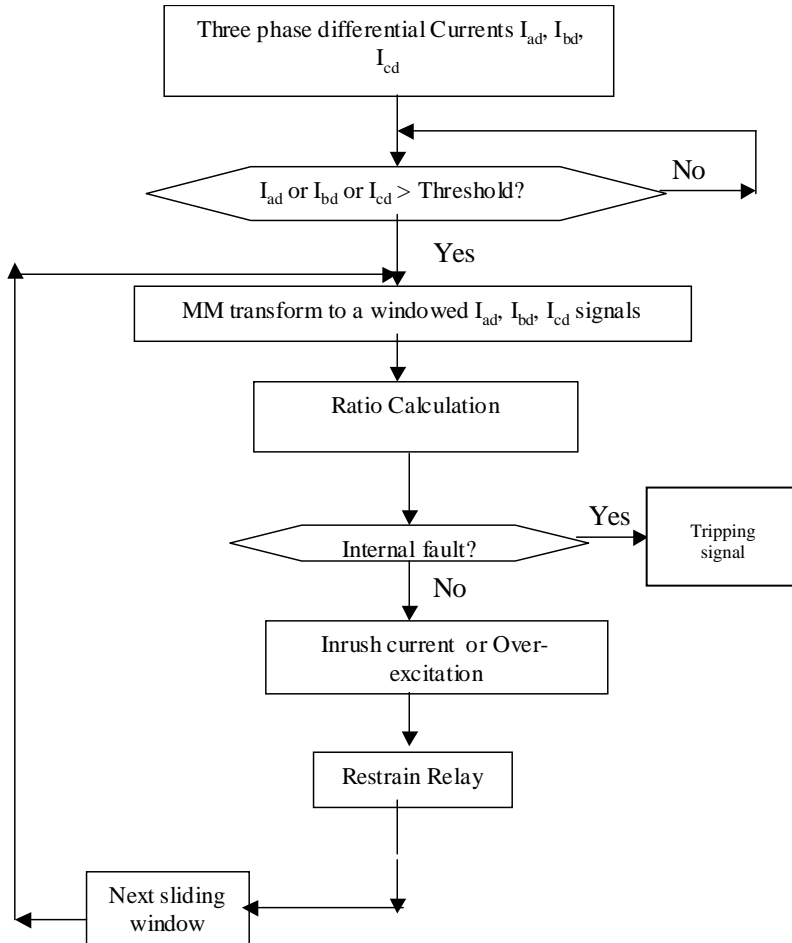 Three phase differential Currents Iad, Ibd,
Icd
Iad or Ibd or Icd > Threshold?
No
Yes
MM transform to a windowed Iad, Ibd, Icd signals
Ratio Calculation
Internal fault?
Yes
Tripping
signal
No
Inrush current or Over-
excitation
Restrain Relay
Next sliding
window